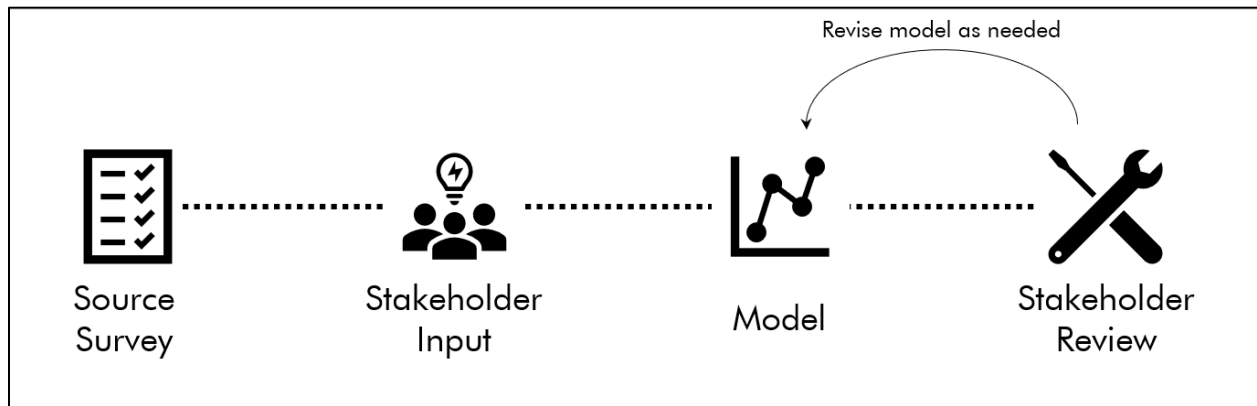 Revise model as needed
Source
Survey
Stakeholder
Input
Model
Stakeholder
Review